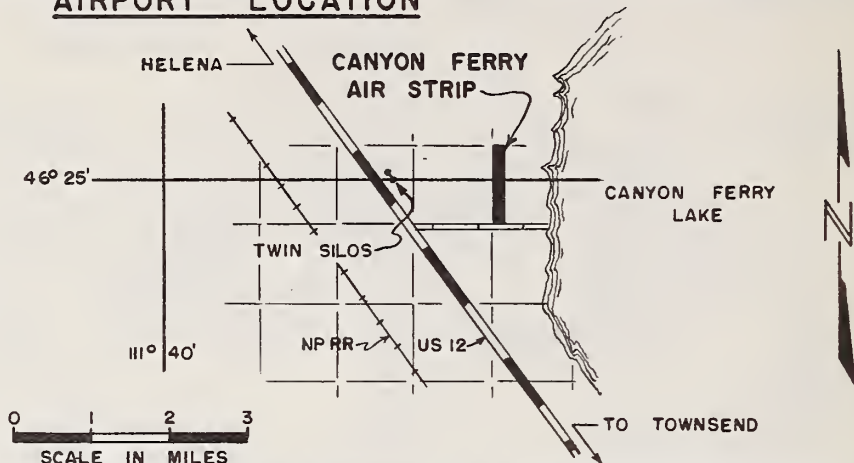 AIRPORT LOCATION
HELENA
CANYON FERRY
AIR STRIP
46° 25'
CANYON FERRY
LAKE
TWIN SILOS
111° 40'
NP RR
US 12
N
0 1 2 3
SCALE IN MILES
TO TOWNSEND